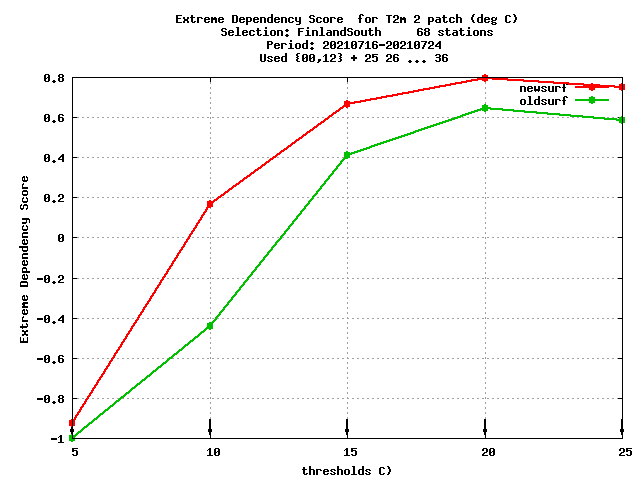 Extreme Dependency Score  for T2m 2 patch (deg C)
Selection: FinlandSouth     68 stations
Period: 20210716-20210724
Used {00,12} + 25 26 ... 36
newsurf
oldsurf
Extreme Dependency Score
0.8
0.6
0.4
0.2
0
-0.2
-0.4
-0.6
-0.8
-1
5 10 15 20 25
thresholds C)